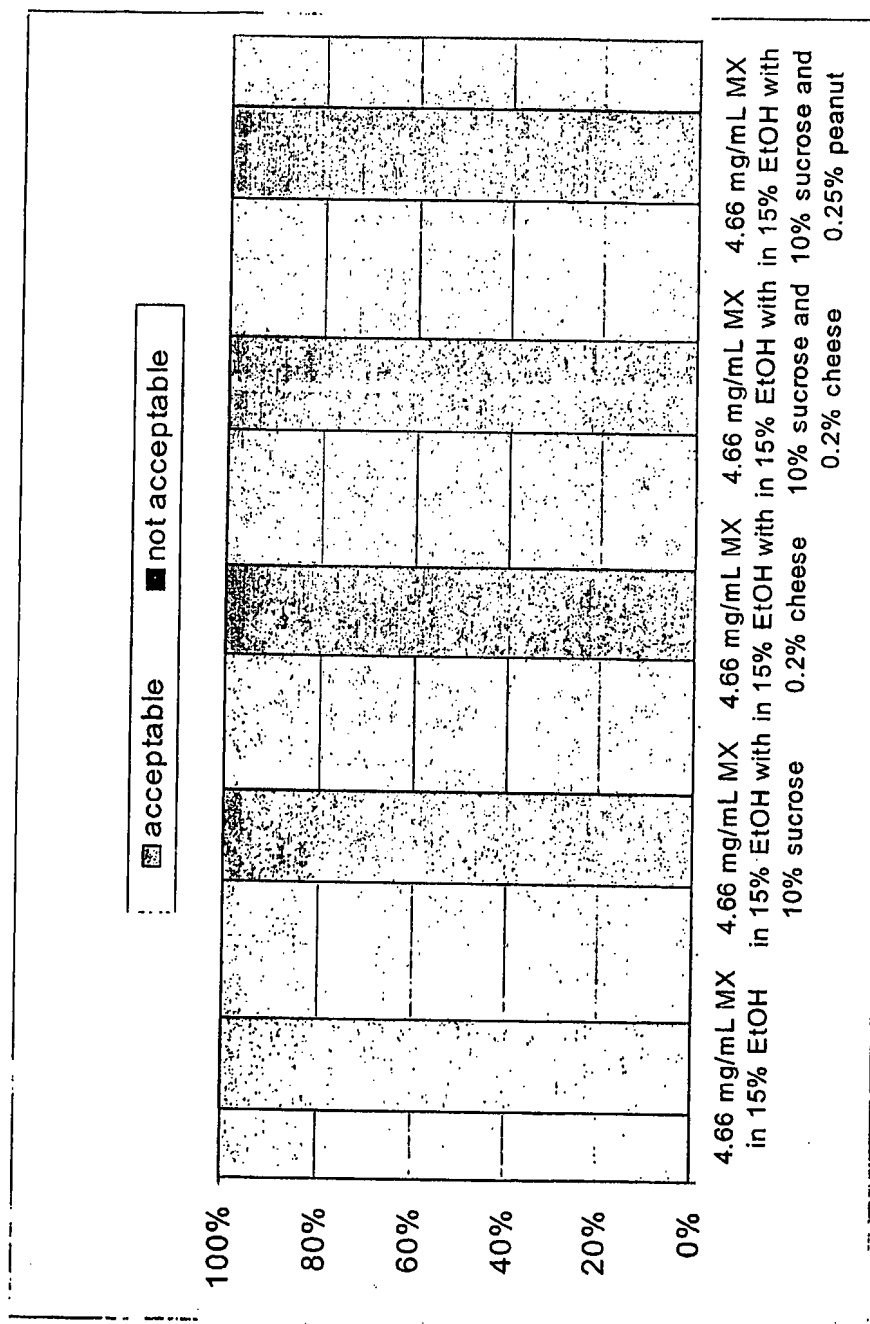 acceptable
not acceptable
100%
80%
60%
40%
20%
0%
4.66 mg/mL MX
in 15% EtOH
4.66 mg/mL MX
in 15% EtOH with
10% sucrose
4.66 mg/mL MX
in 15% EtOH with
0.2% cheese
4.66 mg/mL MX
in 15% EtOH with
10% sucrose and
0.2% cheese
4.66 mg/mL MX
in 15% EtOH with
10% sucrose and
0.25% peanut